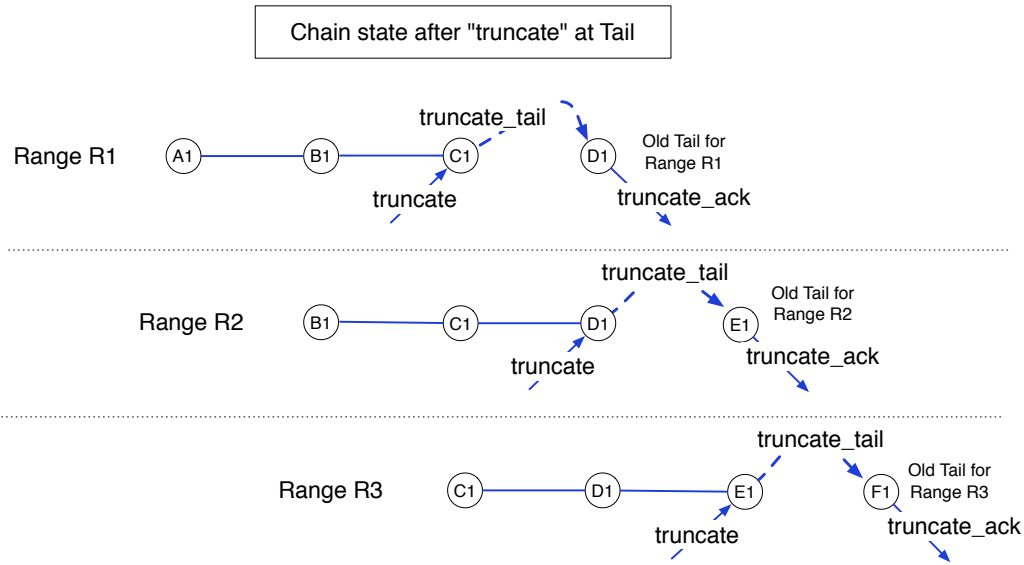 Chain state after "truncate" at Tail
truncate_tail
Range R1
A1
B1
C1
D1
Old Tail for
Range R1
truncate
truncate_ack
truncate_tail
Range R2
B1
C1
D1
E1
Old Tail for
Range R2
truncate
truncate_ack
truncate_tail
Range R3
C1
D1
E1
F1
Old Tail for
Range R3
truncate
truncate_ack